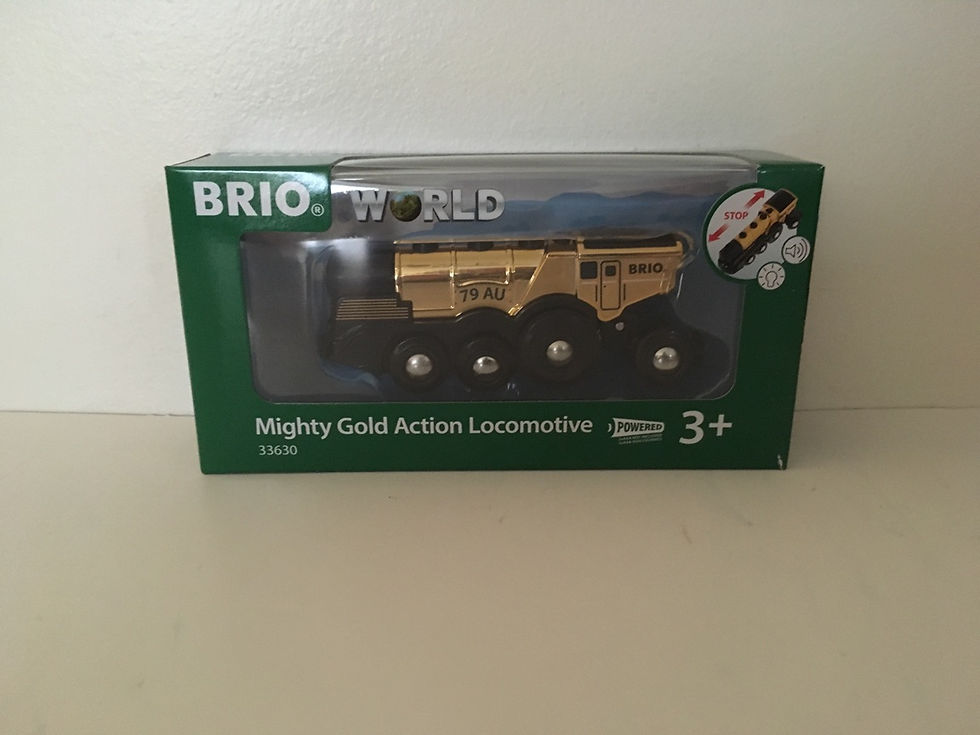 BRIO®
WORLD
STOP
79 AU
BRIO
Mighty Gold Action Locomotive
POWERED
3+
33630